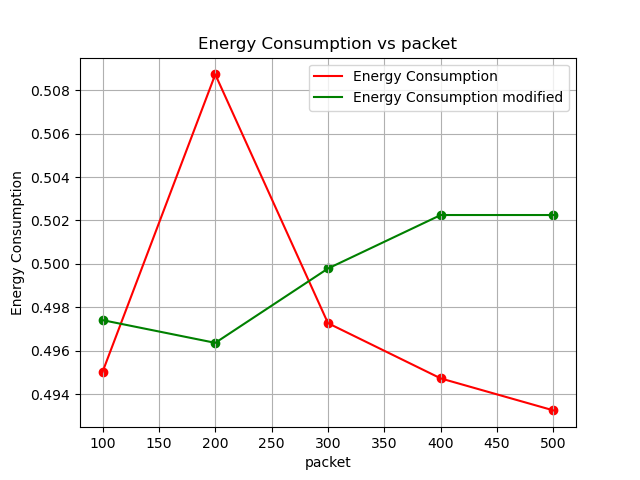 Energy Consumption vs packet
Energy Consumption
Energy Consumption modified
0.508
0.506
0.504
0.502
0.500
0.498
0.496
0.494
Energy Consumption
100 150 200 250 300 350 400 450 500
packet